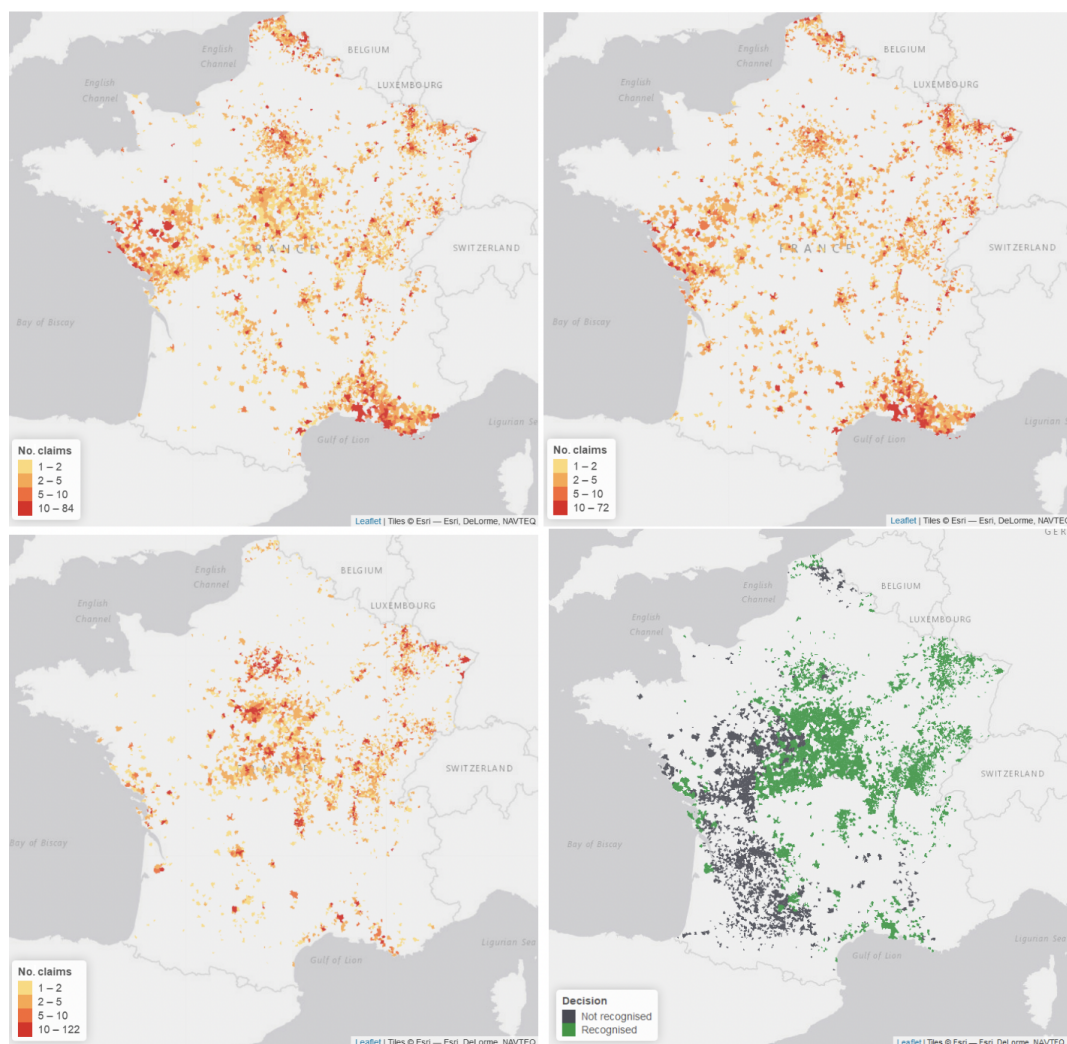 English
Channel
BELGIUM
LUXEMBOURG
English
Channel
FRANCE
SWITZERLAND
Bay of Biscay
Gulf of Lion
Ligurian Sea
No. claims
1 – 2
2 – 5
5 – 10
10 – 84
Leaflet | Tiles © Esri — Esri, DeLorme, NAVTEQ
English
Channel
BELGIUM
LUXEMBOURG
English
Channel
FRANCE
SWITZERLAND
Bay of Biscay
Gulf of Lion
Ligurian Sea
No. claims
1 – 2
2 – 5
5 – 10
10 – 72
Leaflet | Tiles © Esri — Esri, DeLorme, NAVTEQ
English
Channel
BELGIUM
LUXEMBOURG
English
Channel
SWITZERLAND
Bay of Biscay
Gulf of Lion
Ligurian Sea
No. claims
1 – 2
2 – 5
5 – 10
10 – 122
Leaflet | Tiles © Esri — Esri, DeLorme, NAVTEQ
GER
English
Channel
BELGIUM
LUXEMBOURG
English
Channel
SWITZERLAND
Bay of Biscay
Gulf of Lion
Ligurian Sea
Decision
Not recognised
Recognised
Leaflet | Tiles © Esri — Esri, DeLorme, NAVTEQ